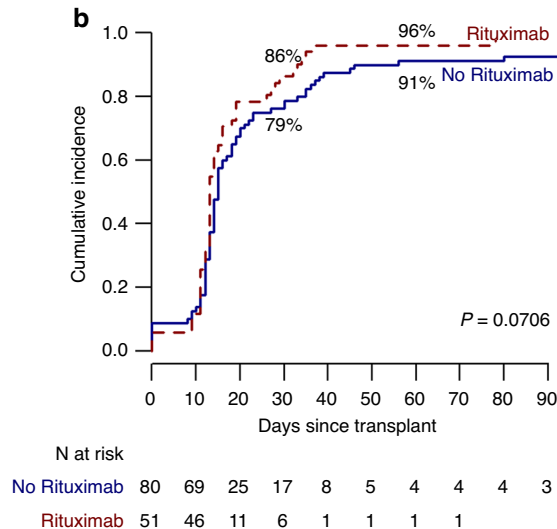 b
1.0
0.8
0.6
0.4
0.2
0.0
Cumulative incidence
96%
Rituximab
86%
No Rituximab
91%
79%
P = 0.0706
0 10 20 30 40 50 60 70 80 90
Days since transplant
N at risk
No Rituximab 80 69 25 17 8 5 4 4 4 3
Rituximab 51 46 11 6 1 1 1 1